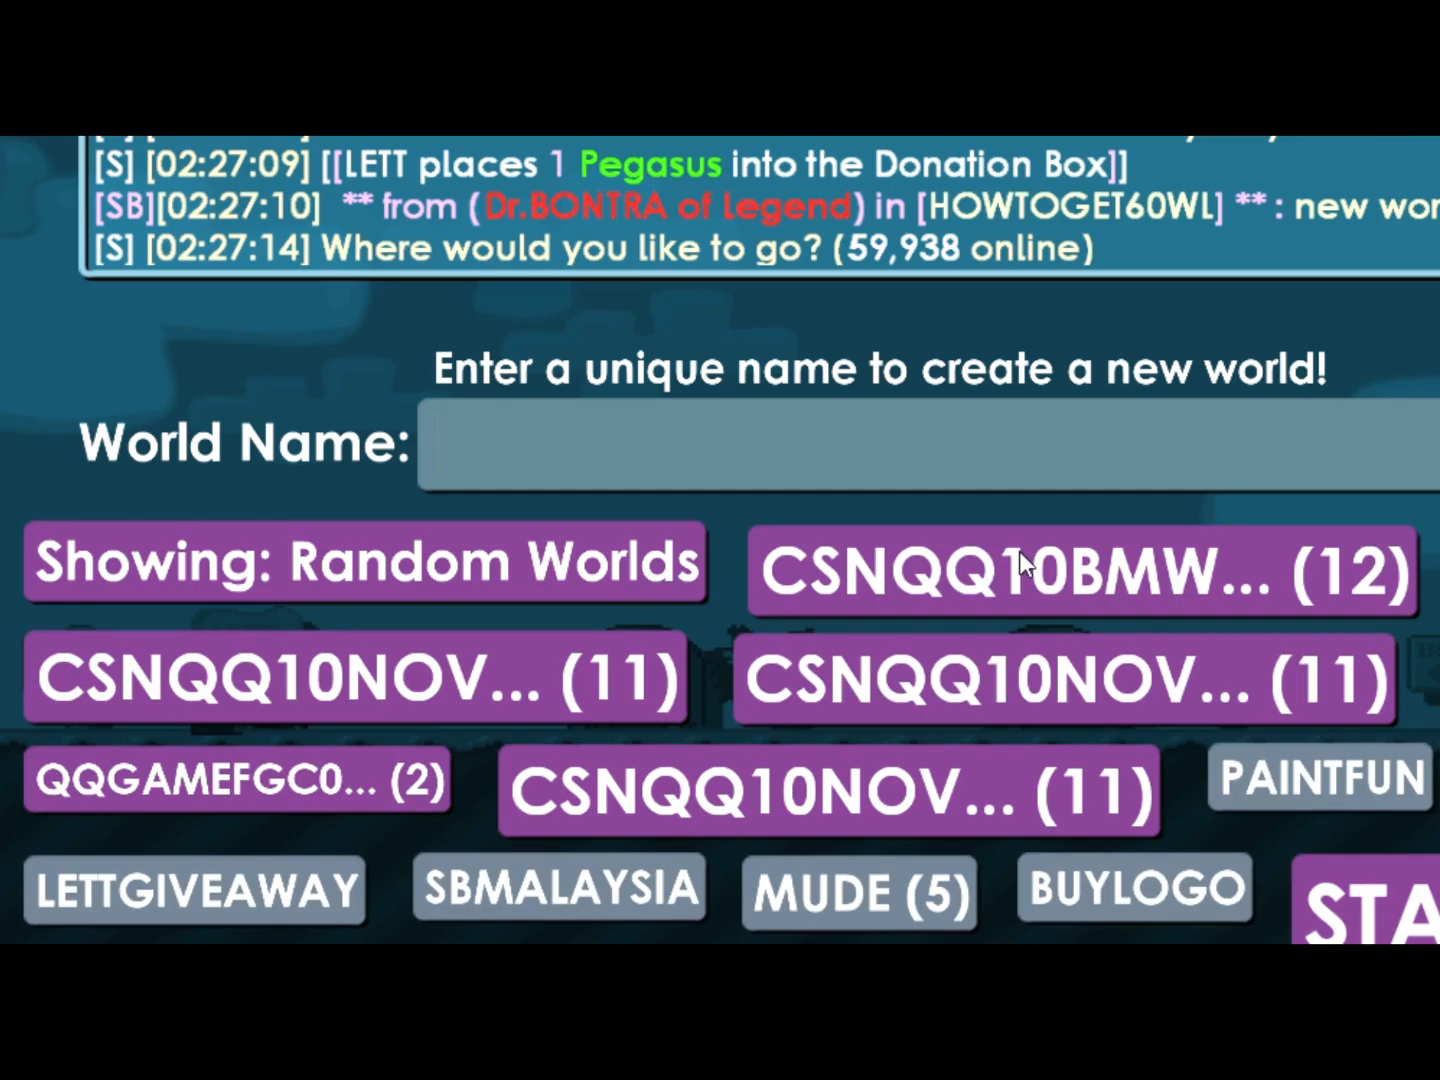 [S] [02:27:09] [[LETT places 1 Pegasus into the Donation Box]]
[SB][02:27:10] ** from (Dr.BONTRA of Legend) in [HOWTOGET60WL] ** : new wor
[S] [02:27:14] Where would you like to go? (59,938 online)
Enter a unique name to create a new world!
World Name:
Showing: Random Worlds
CSNQQ10BMW... (12)
CSNQQ10NOV... (11)
CSNQQ10NOV... (11)
QQGAMEFGC0... (2)
CSNQQ10NOV... (11)
PAINTFUN
LETTGIVEAWAY
SBMALAYSIA
MUDE (5)
BUYLOGO
STA